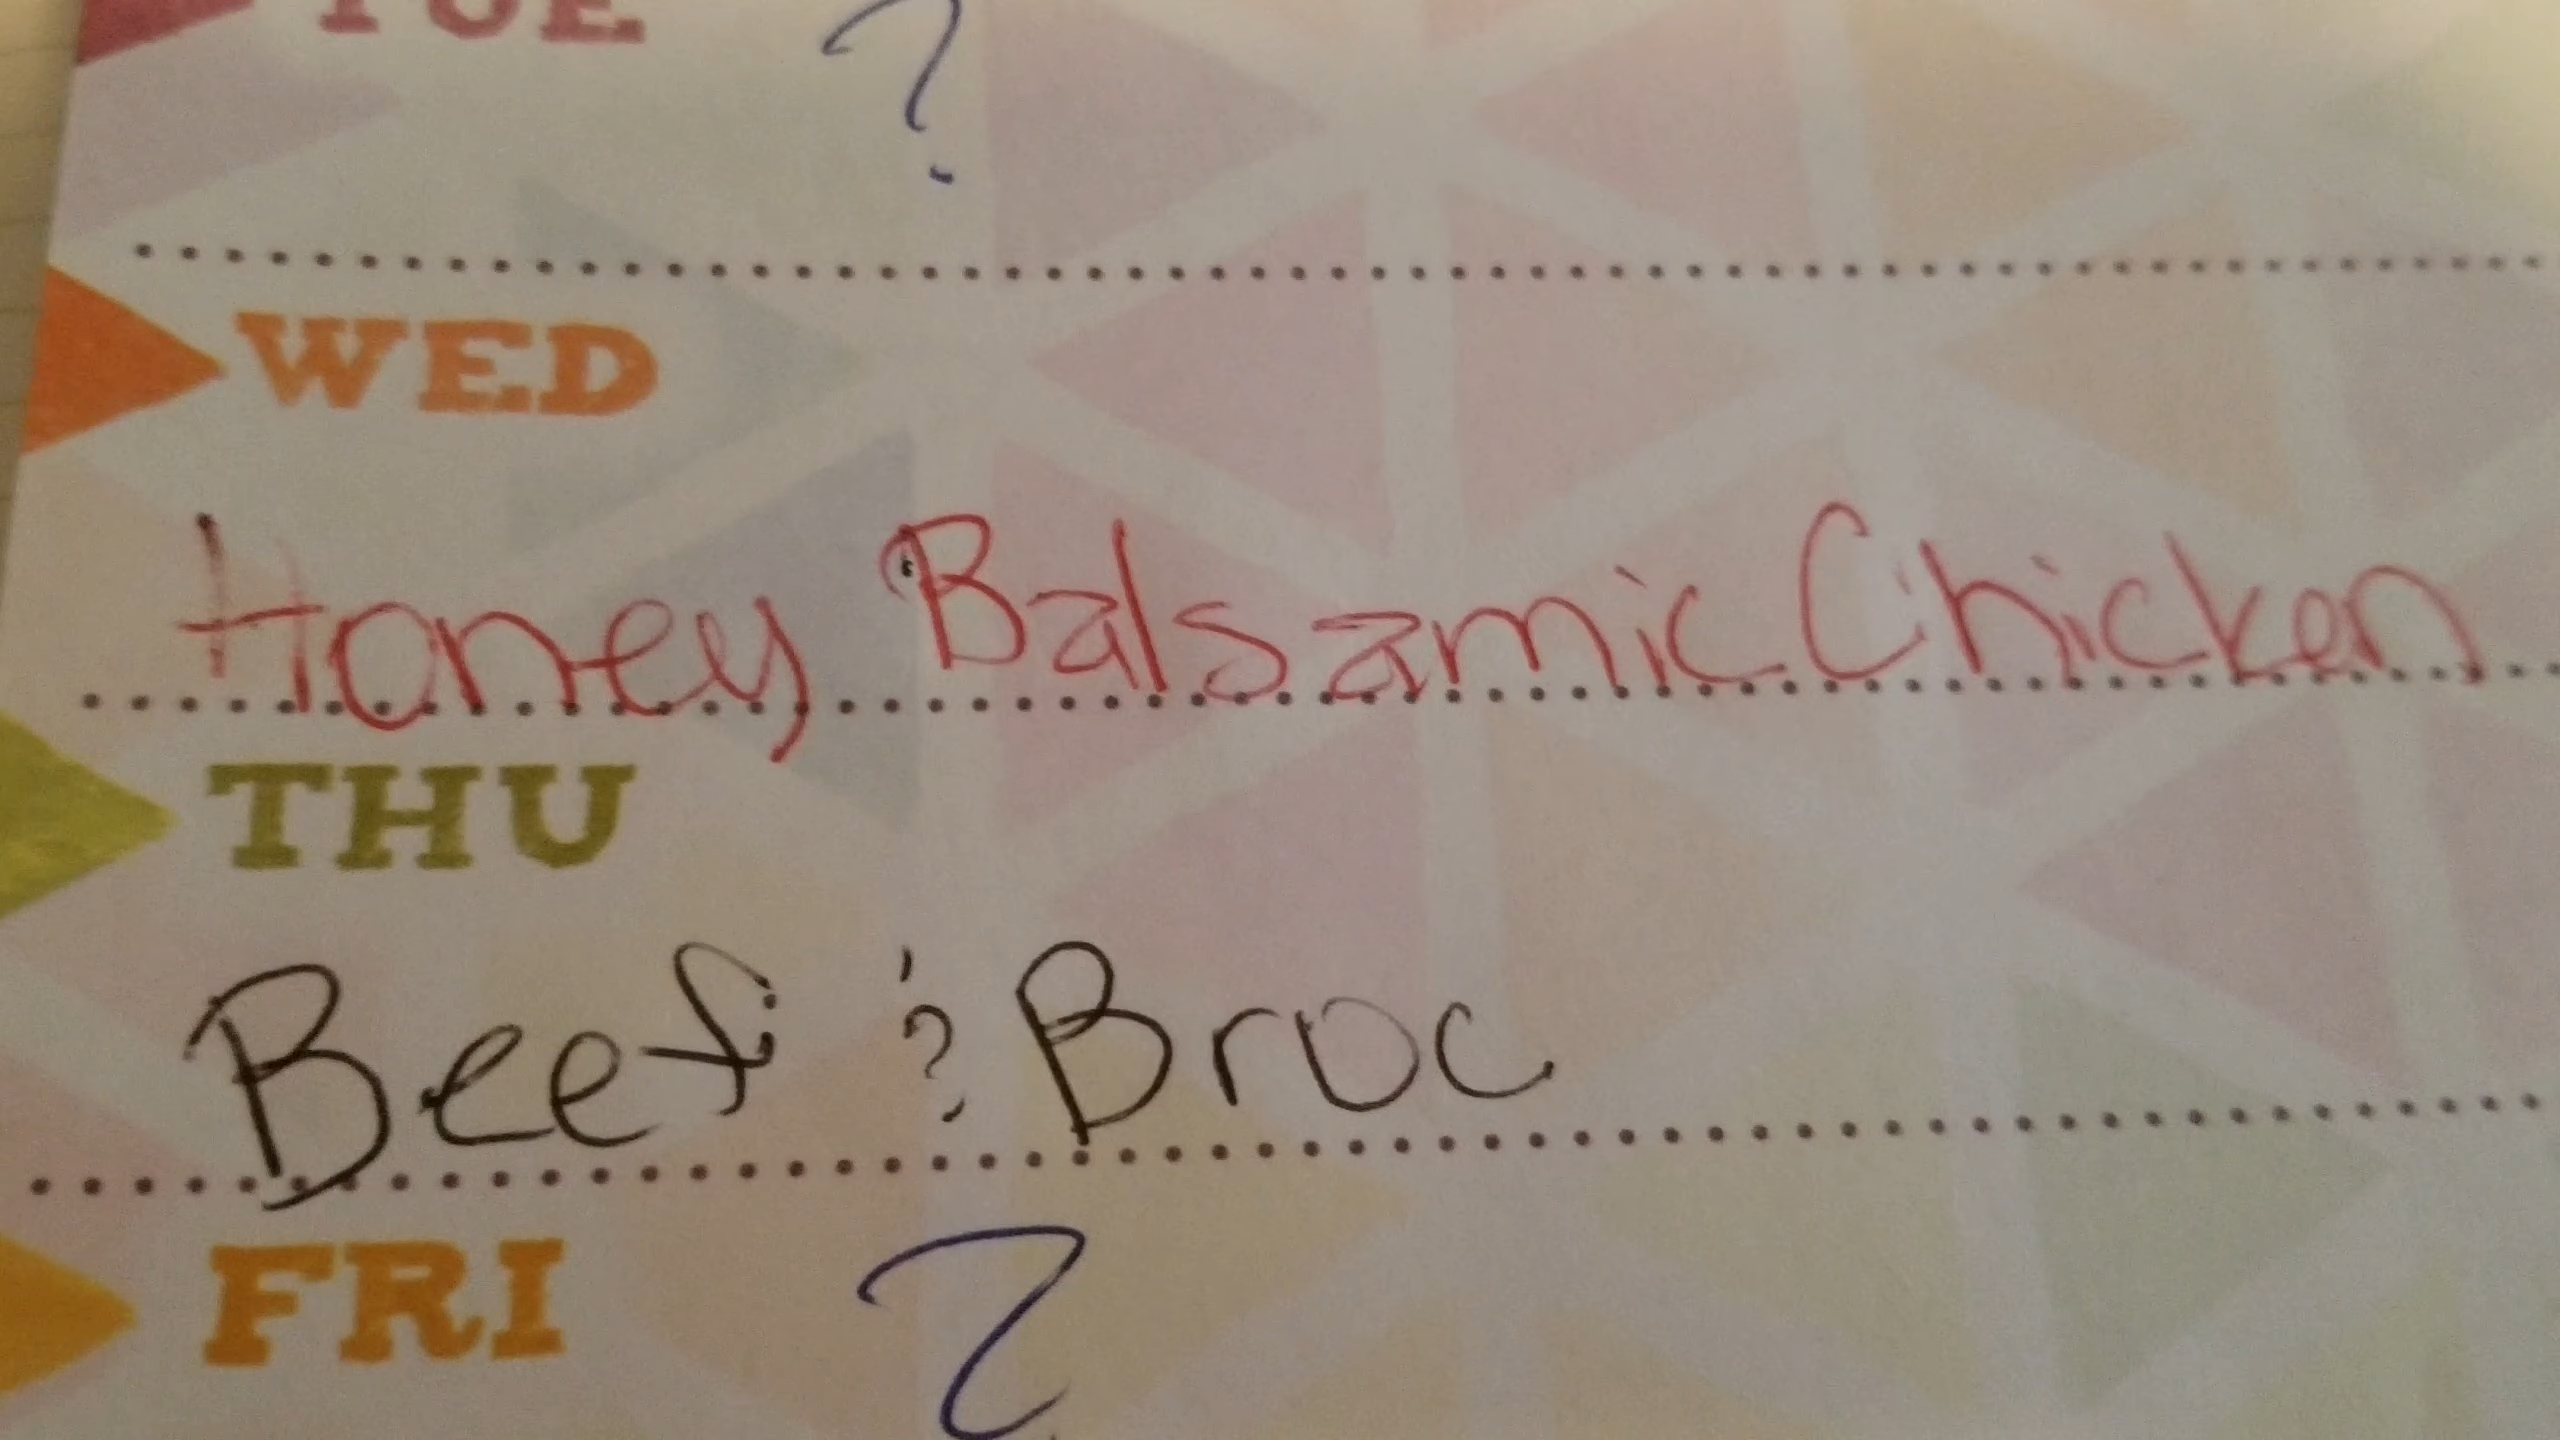 TUE
?
WED
Honey Balsamic Chicken
THU
Beef & Broc
FRI
?